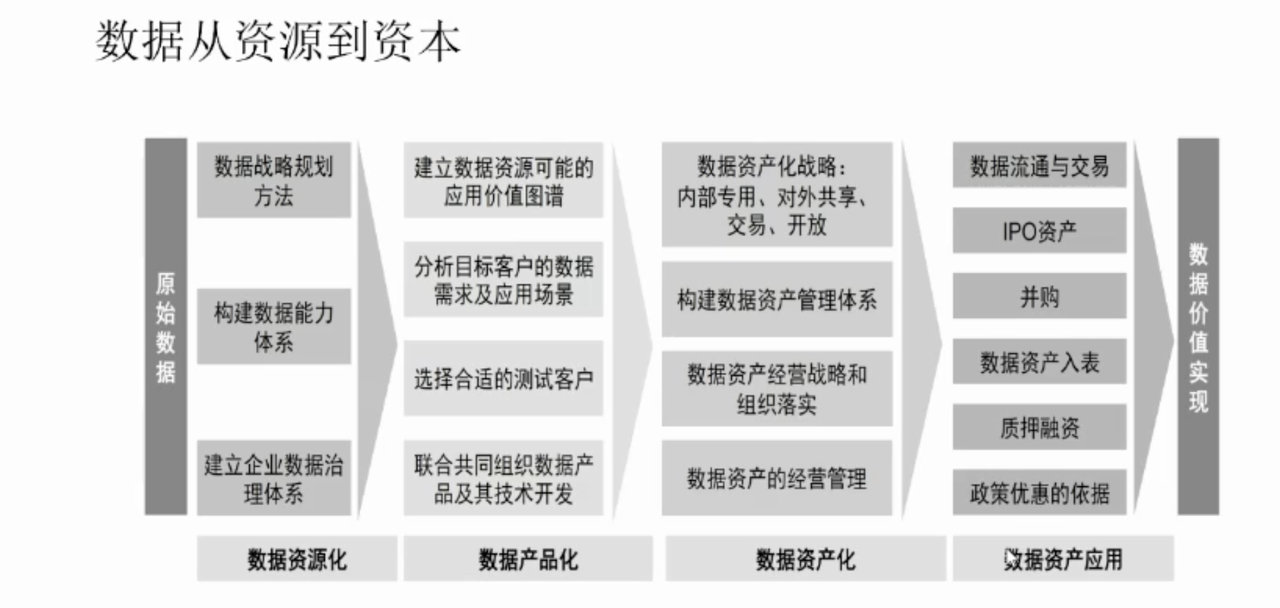 数据从资源到资本
原始数据
数据战略规划
方法
构建数据能力
体系
建立企业数据治
理体系
数据资源化
建立数据资源可能的
应用价值图谱
分析目标客户的数据
需求及应用场景
选择合适的测试客户
联合共同组织数据产
品及其技术开发
数据产品化
数据资产化战略：
内部专用、对外共享、
交易、开放
构建数据资产管理体系
数据资产经营战略和
组织落实
数据资产的经营管理
数据资产化
数据流通与交易
IPO资产
并购
数据资产入表
质押融资
政策优惠的依据
数据资产应用
数据价值实现